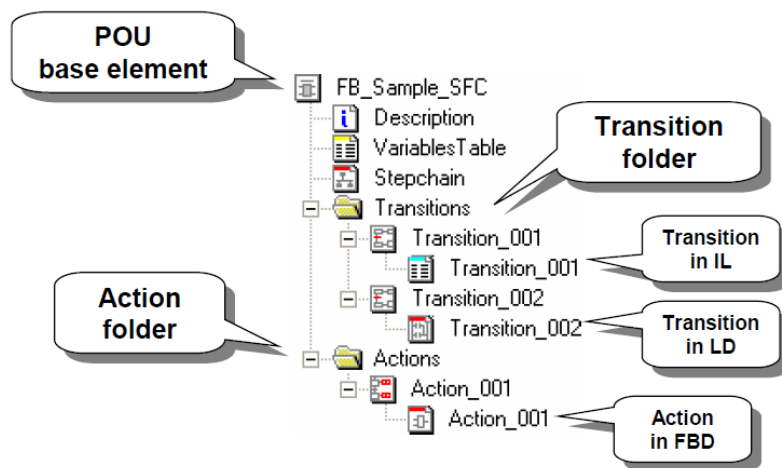 POU
base element
FB_Sample_SFC
Description
VariablesTable
Stepchain
Transitions
Transition_001
Transition_001
Transition_002
Transition_002
Actions
Action_001
Action_001
Transition
folder
Transition
in IL
Transition
in LD
Action
folder
Action
in FBD